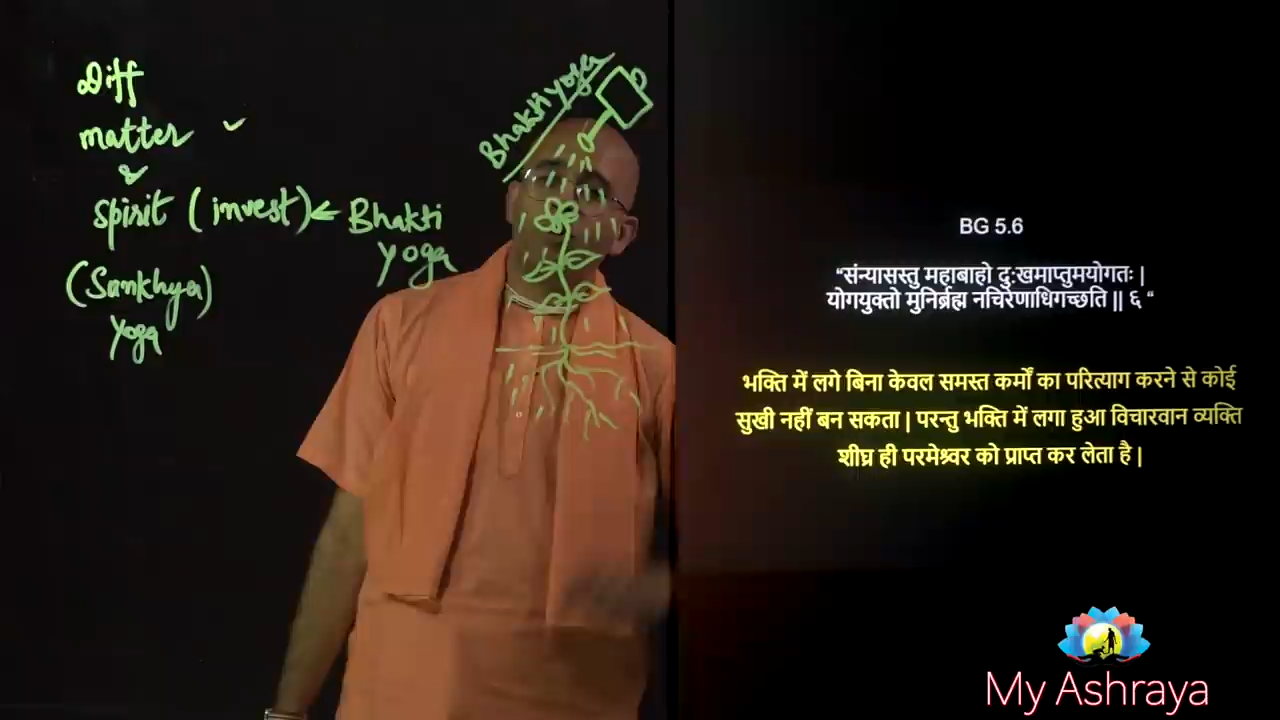 Diff
matter
&
spirit (invest) ← Bhakti
yoga
(Sankhya)
yoga
Bhakti yoga
BG 5.6
“संन्यासस्तु महाबाहो दुःखमाप्तुमयोगतः |
योगयुक्तो मुनिर्ब्रह्म नचिरेणाधिगच्छति || ६ “
भक्ति में लगे बिना केवल समस्त कर्मों का परित्याग करने से कोई
सुखी नहीं बन सकता | परन्तु भक्ति में लगा हुआ विचारवान व्यक्ति
शीघ्र ही परमेश्र्वर को प्राप्त कर लेता है |
My Ashraya